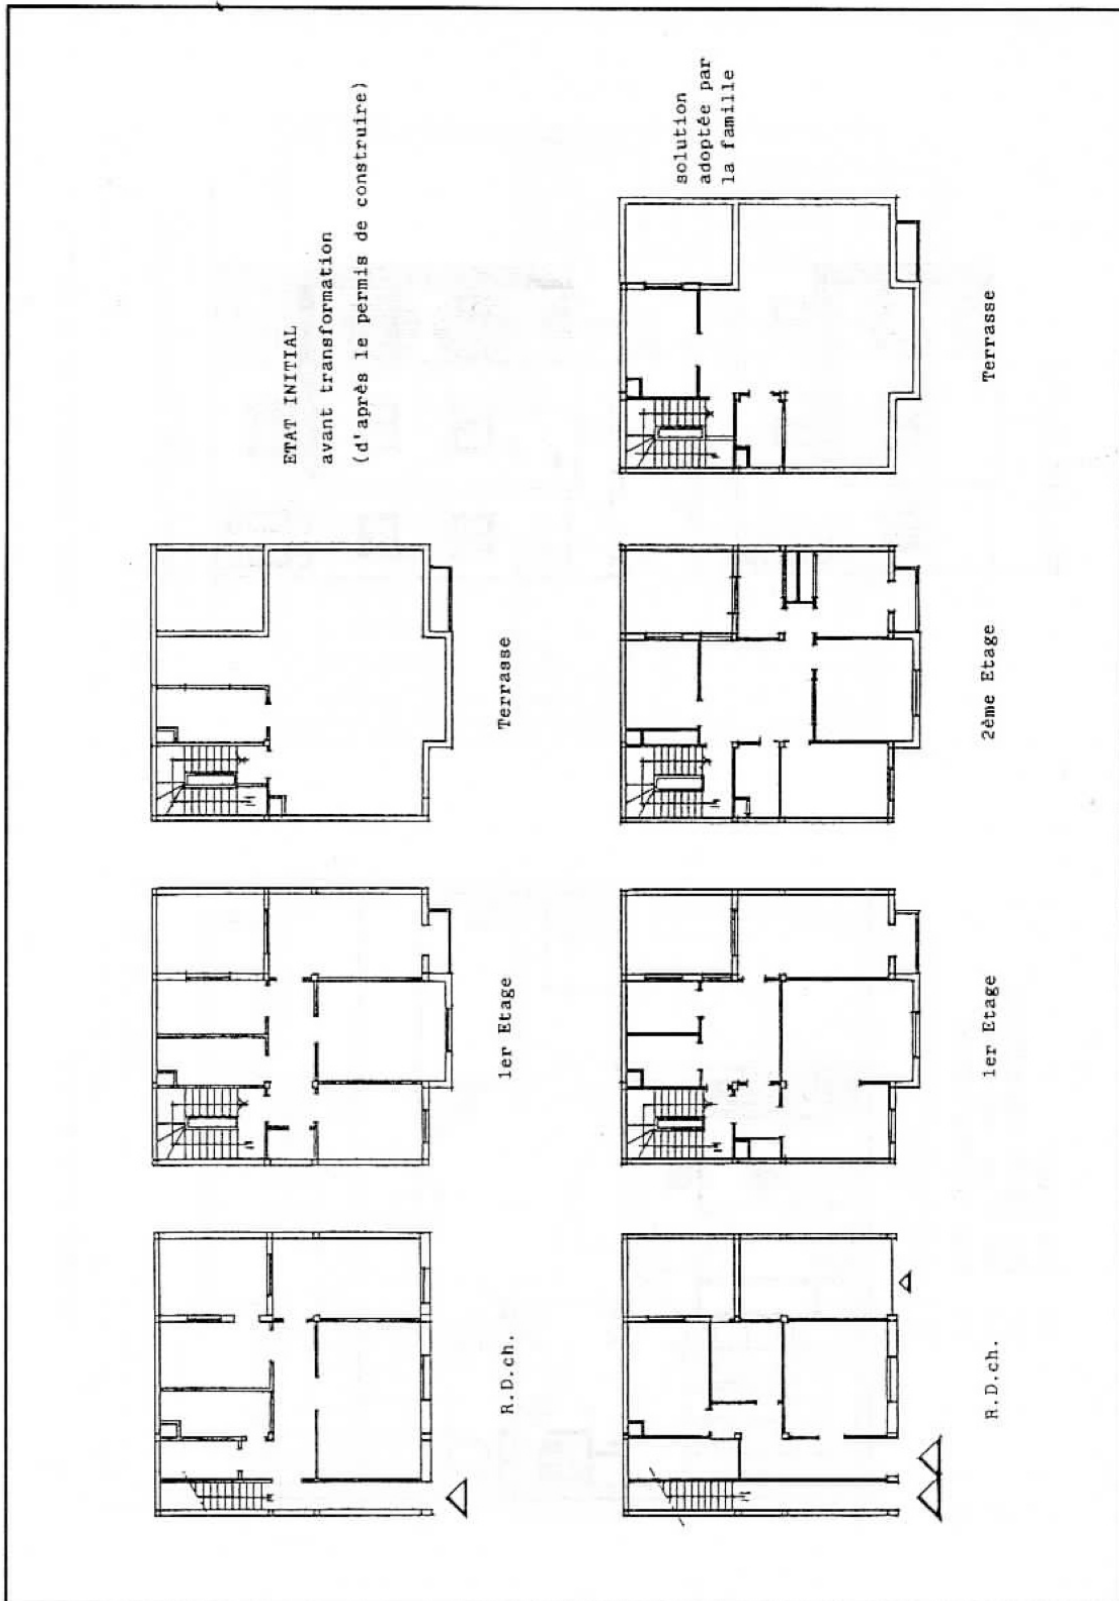 ETAT INITIAL
avant transformation
(d'après le permis de construire)
R.D.ch.
1er Etage
Terrasse
solution
adoptée par
la famille
R.D.ch.
1er Etage
2ème Etage
Terrasse